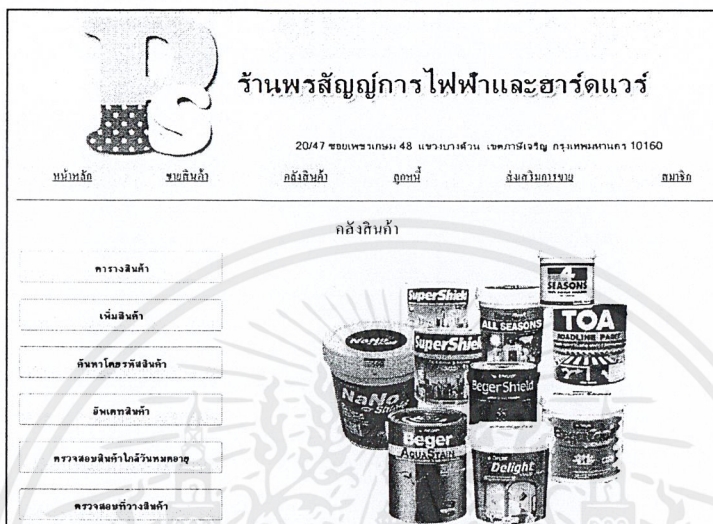 PS
ร้านพรสัญญ์การไฟฟ้าและฮาร์ดแวร์
20/47 ซอยเพชรเกษม 48 แขวงบางด้วน เขตภาษีเจริญ กรุงเทพมหานคร 10160
หน้าหลัก ขายสินค้า คลังสินค้า ลูกหนี้ ส่งเสริมการขาย สมาชิก
คลังสินค้า
ตารางสินค้า
เพิ่มสินค้า
ค้นหาโดยรหัสสินค้า
อัพเดทสินค้า
ตรวจสอบสินค้าใกล้วันหมดอายุ
ตรวจสอบที่วางสินค้า
4 SEASONS
SuperShield
ALL SEASONS
TOA
ROADLINE PAINT
SuperShield
NaNo Shield
BegerShield
Beger
AQUASTAIN
Delight